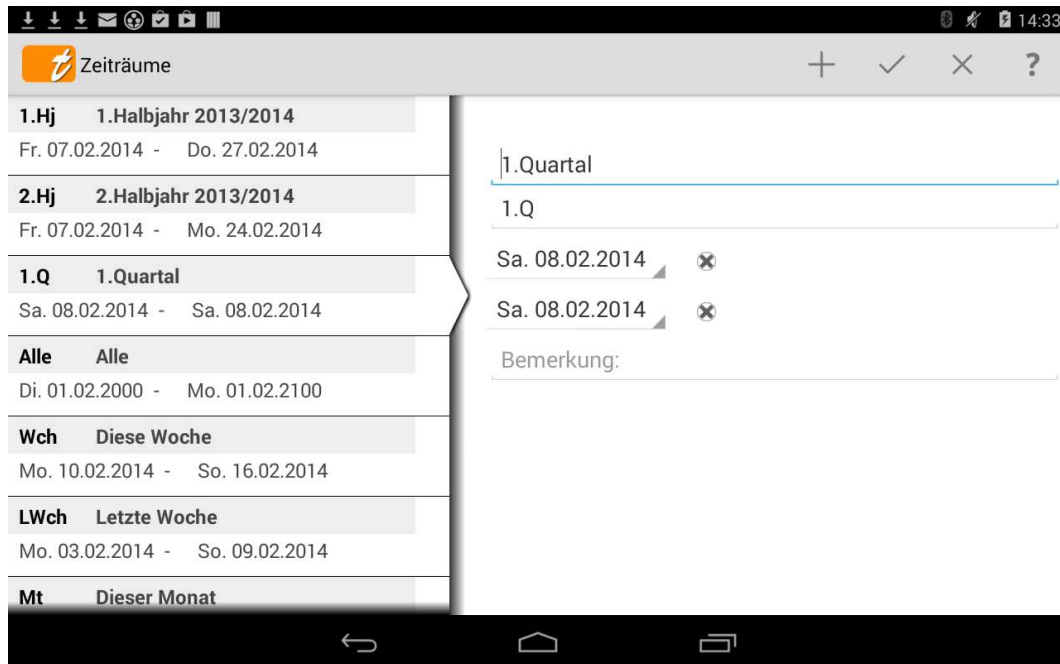 14:33
t Zeiträume
?
1.Hj 1.Halbjahr 2013/2014
Fr. 07.02.2014 - Do. 27.02.2014
2.Hj 2.Halbjahr 2013/2014
Fr. 07.02.2014 - Mo. 24.02.2014
1.Q 1.Quartal
Sa. 08.02.2014 - Sa. 08.02.2014
Alle Alle
Di. 01.02.2000 - Mo. 01.02.2100
Wch Diese Woche
Mo. 10.02.2014 - So. 16.02.2014
LWch Letzte Woche
Mo. 03.02.2014 - So. 09.02.2014
Mt Dieser Monat
1.Quartal
1.Q
Sa. 08.02.2014
Sa. 08.02.2014
Bemerkung: